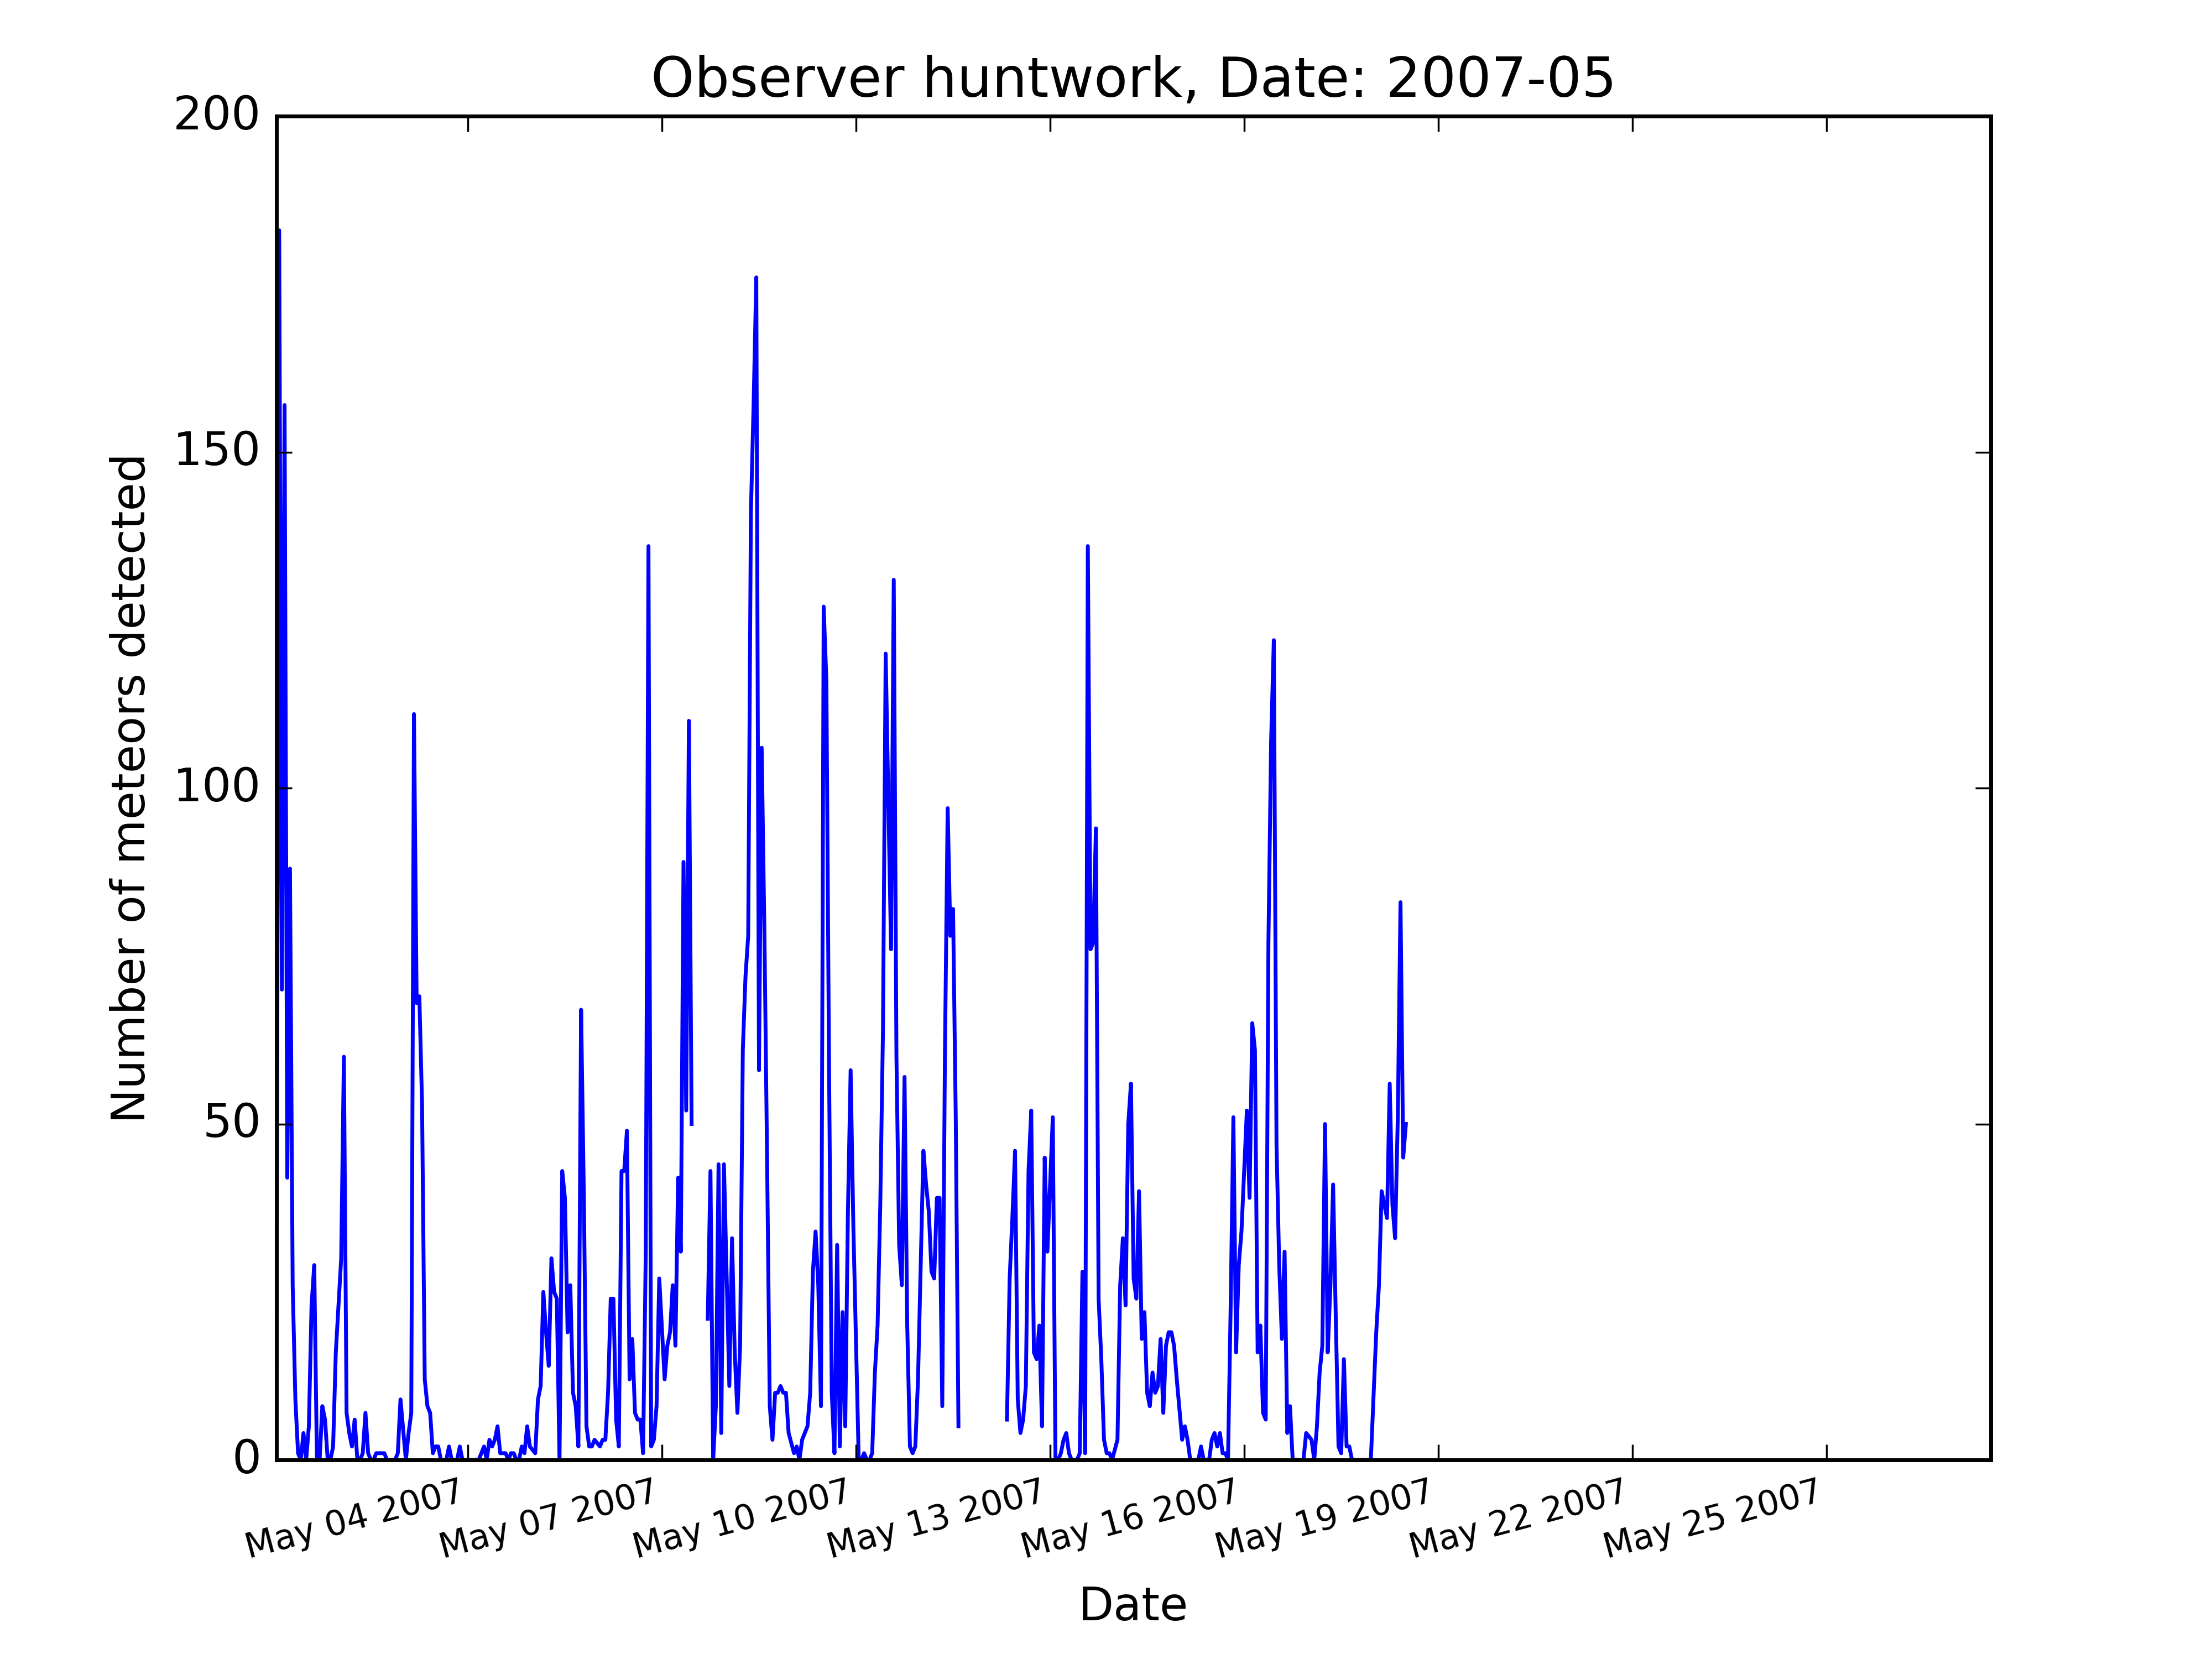 Observer huntwork, Date: 2007-05
200
150
100
50
0
Number of meteors detected
May 04 2007
May 07 2007
May 10 2007
May 13 2007
May 16 2007
May 19 2007
May 22 2007
May 25 2007
Date